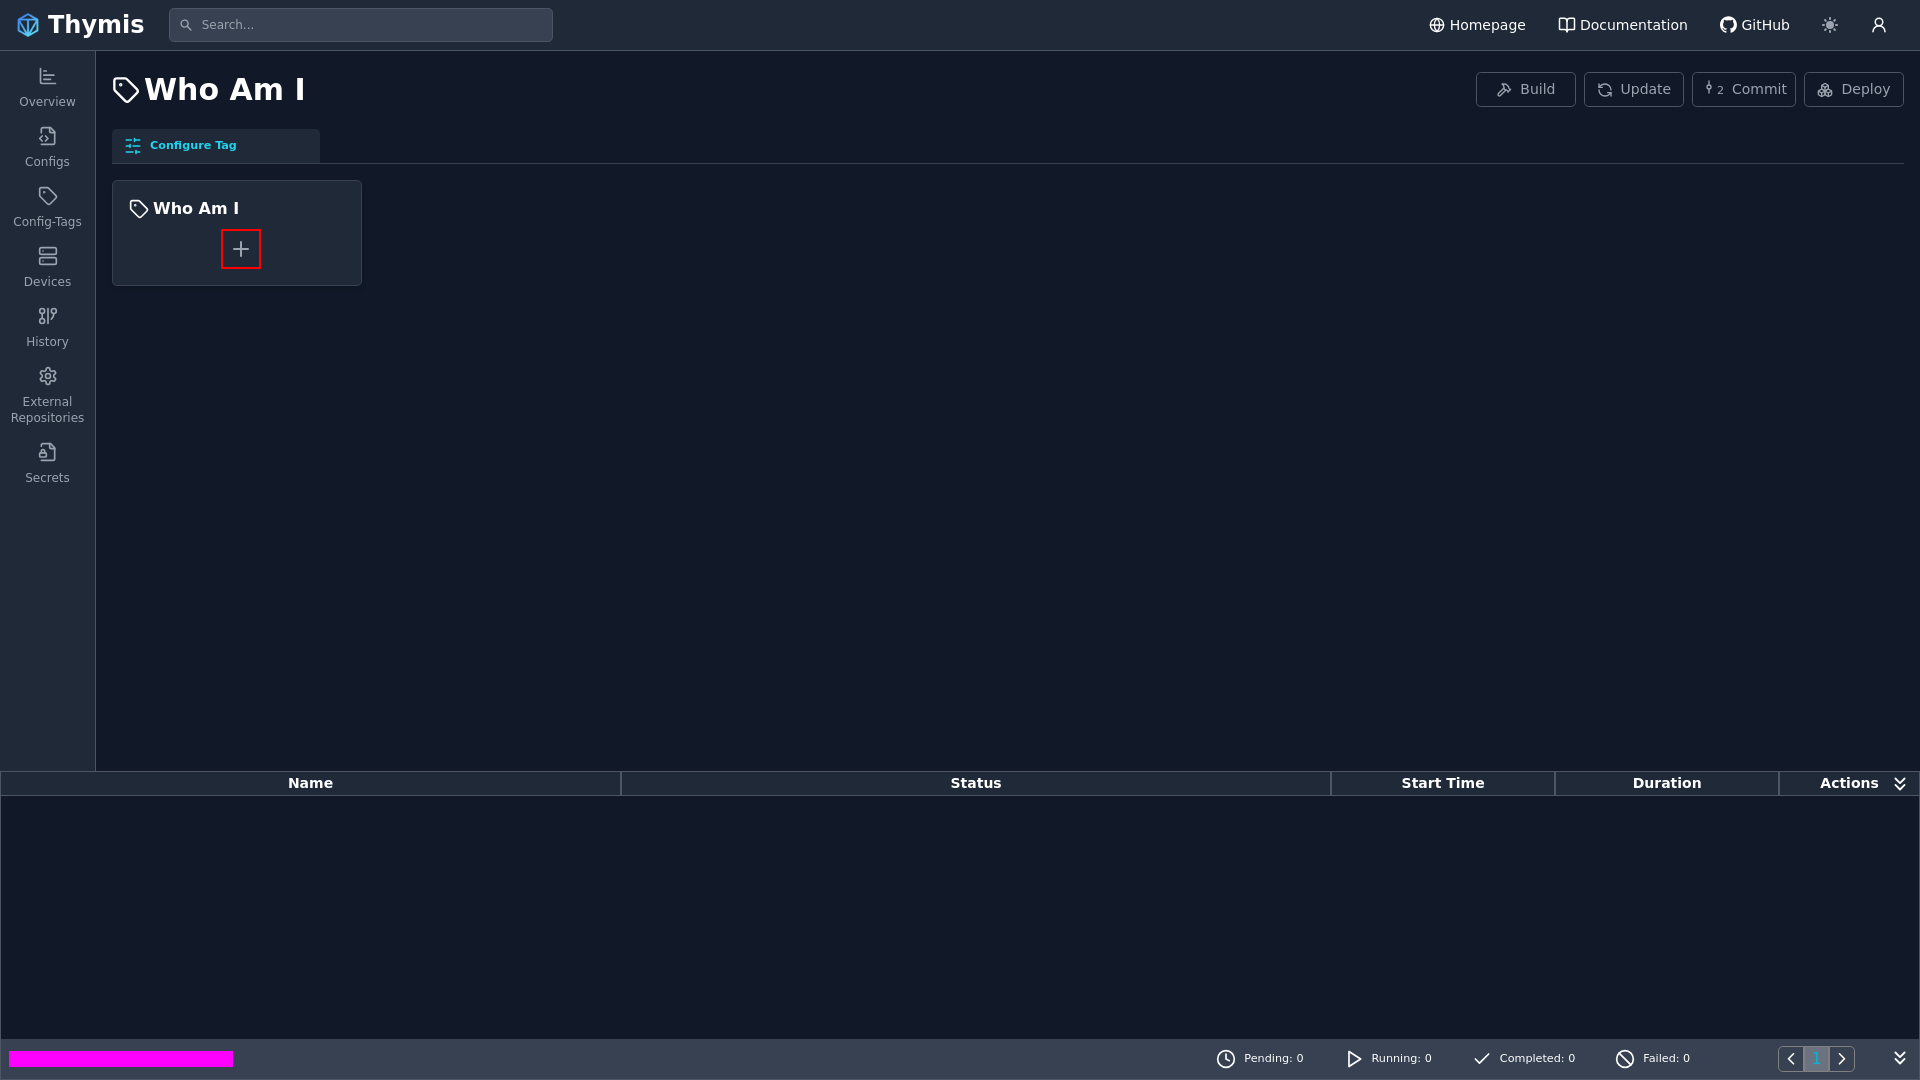 Thymis
Search...
Homepage
Documentation
GitHub
Overview
Configs
Config-Tags
Devices
History
External
Repositories
Secrets
Who Am I
Build
Update
2 Commit
Deploy
Configure Tag
Who Am I
Name
Status
Start Time
Duration
Actions
Pending: 0
Running: 0
Completed: 0
Failed: 0
1